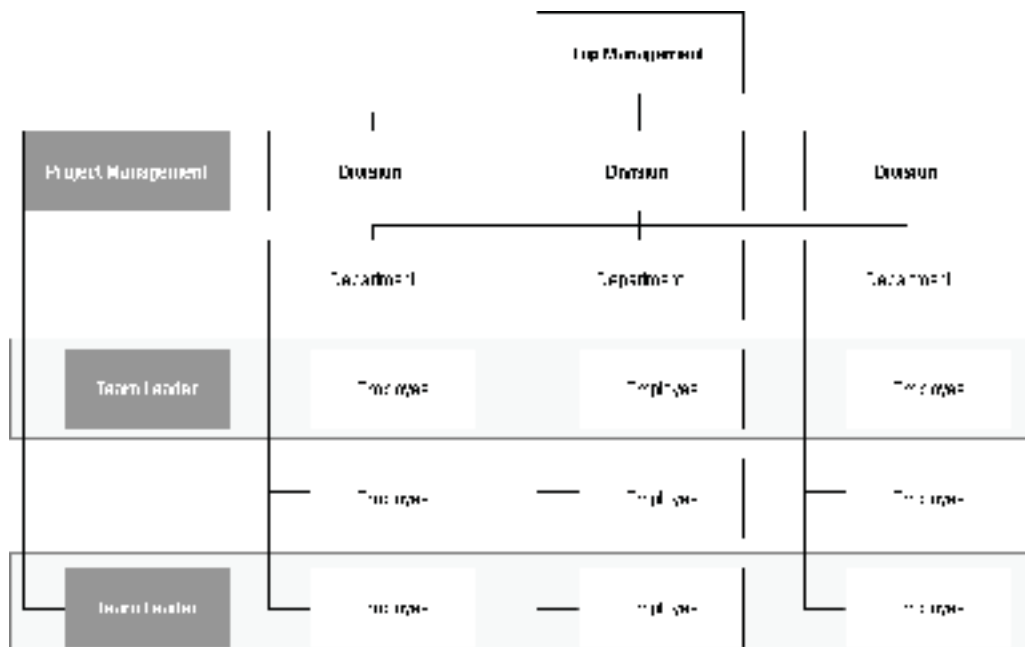 Top Management
Project Management
Division
Division
Division
Department
Department
Department
Team Leader
Employee
Employee
Employee
Employee
Employee
Employee
Team Leader
Employee
Employee
Employee